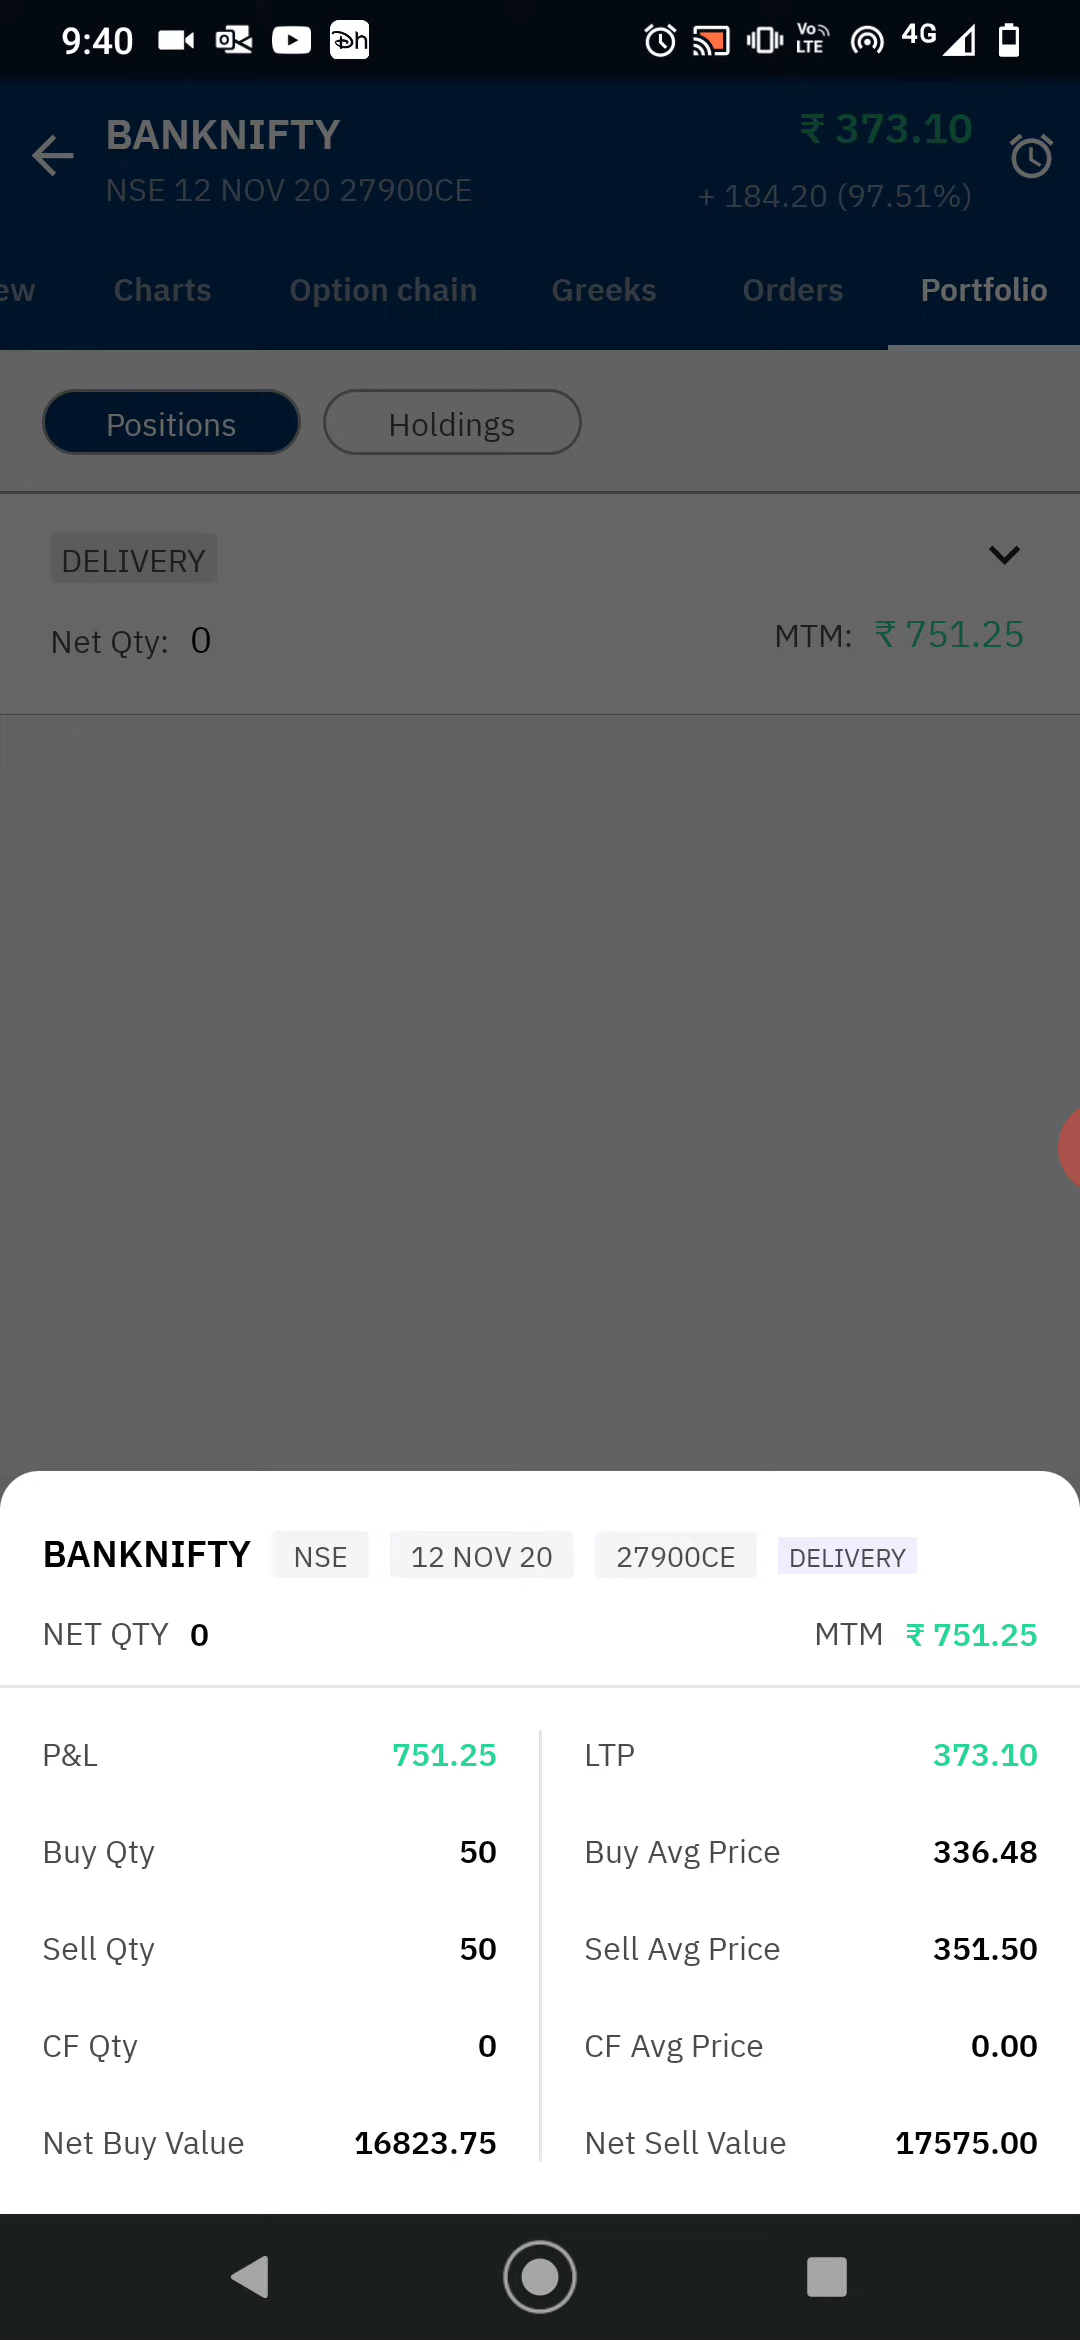 9:40 Vo LTE 4G
BANKNIFTY ₹ 373.10
NSE 12 NOV 20 27900CE + 184.20 (97.51%)
ew Charts Option chain Greeks Orders Portfolio
Positions Holdings
DELIVERY
Net Qty: 0 MTM: ₹ 751.25
BANKNIFTY NSE 12 NOV 20 27900CE DELIVERY
NET QTY 0 MTM ₹ 751.25
P&L 751.25 LTP 373.10
Buy Qty 50 Buy Avg Price 336.48
Sell Qty 50 Sell Avg Price 351.50
CF Qty 0 CF Avg Price 0.00
Net Buy Value 16823.75 Net Sell Value 17575.00